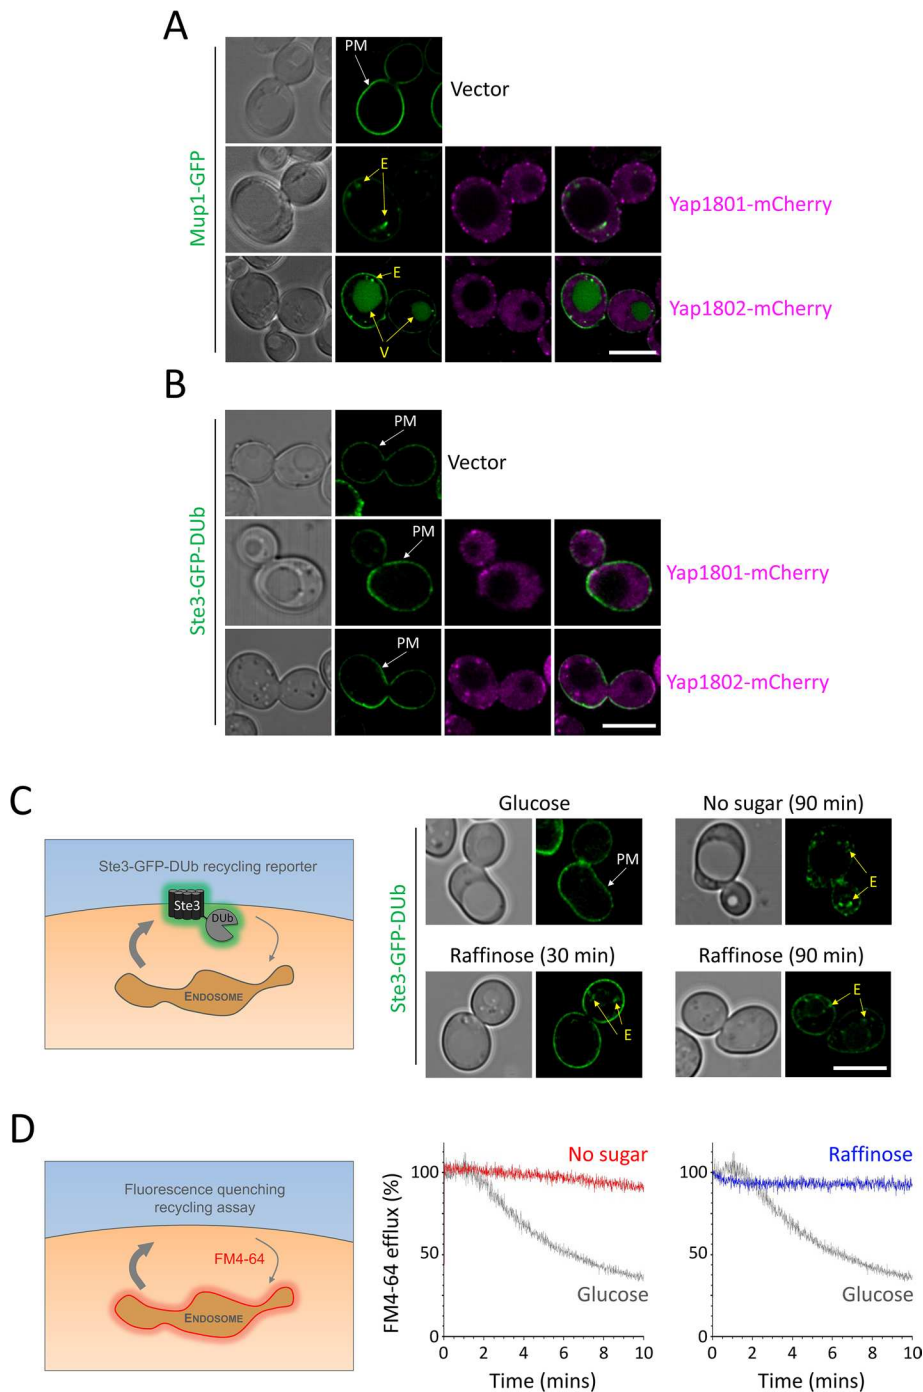 A
Mup1-GFP
PM
Vector
E
Yap1801-mCherry
E
V
Yap1802-mCherry
B
Ste3-GFP-DUb
PM
Vector
PM
Yap1801-mCherry
PM
Yap1802-mCherry
C
Ste3-GFP-DUb recycling reporter
Ste3
DUb
ENDOSOME
Ste3-GFP-DUb
Glucose
PM
No sugar (90 min)
E
Raffinose (30 min)
E
Raffinose (90 min)
E
D
Fluorescence quenching
recycling assay
FM4-64
ENDOSOME
FM4-64 efflux (%)
100
50
0
No sugar
Glucose
0 2 4 6 8 10
Time (mins)
100
50
0
Raffinose
Glucose
0 2 4 6 8 10
Time (mins)